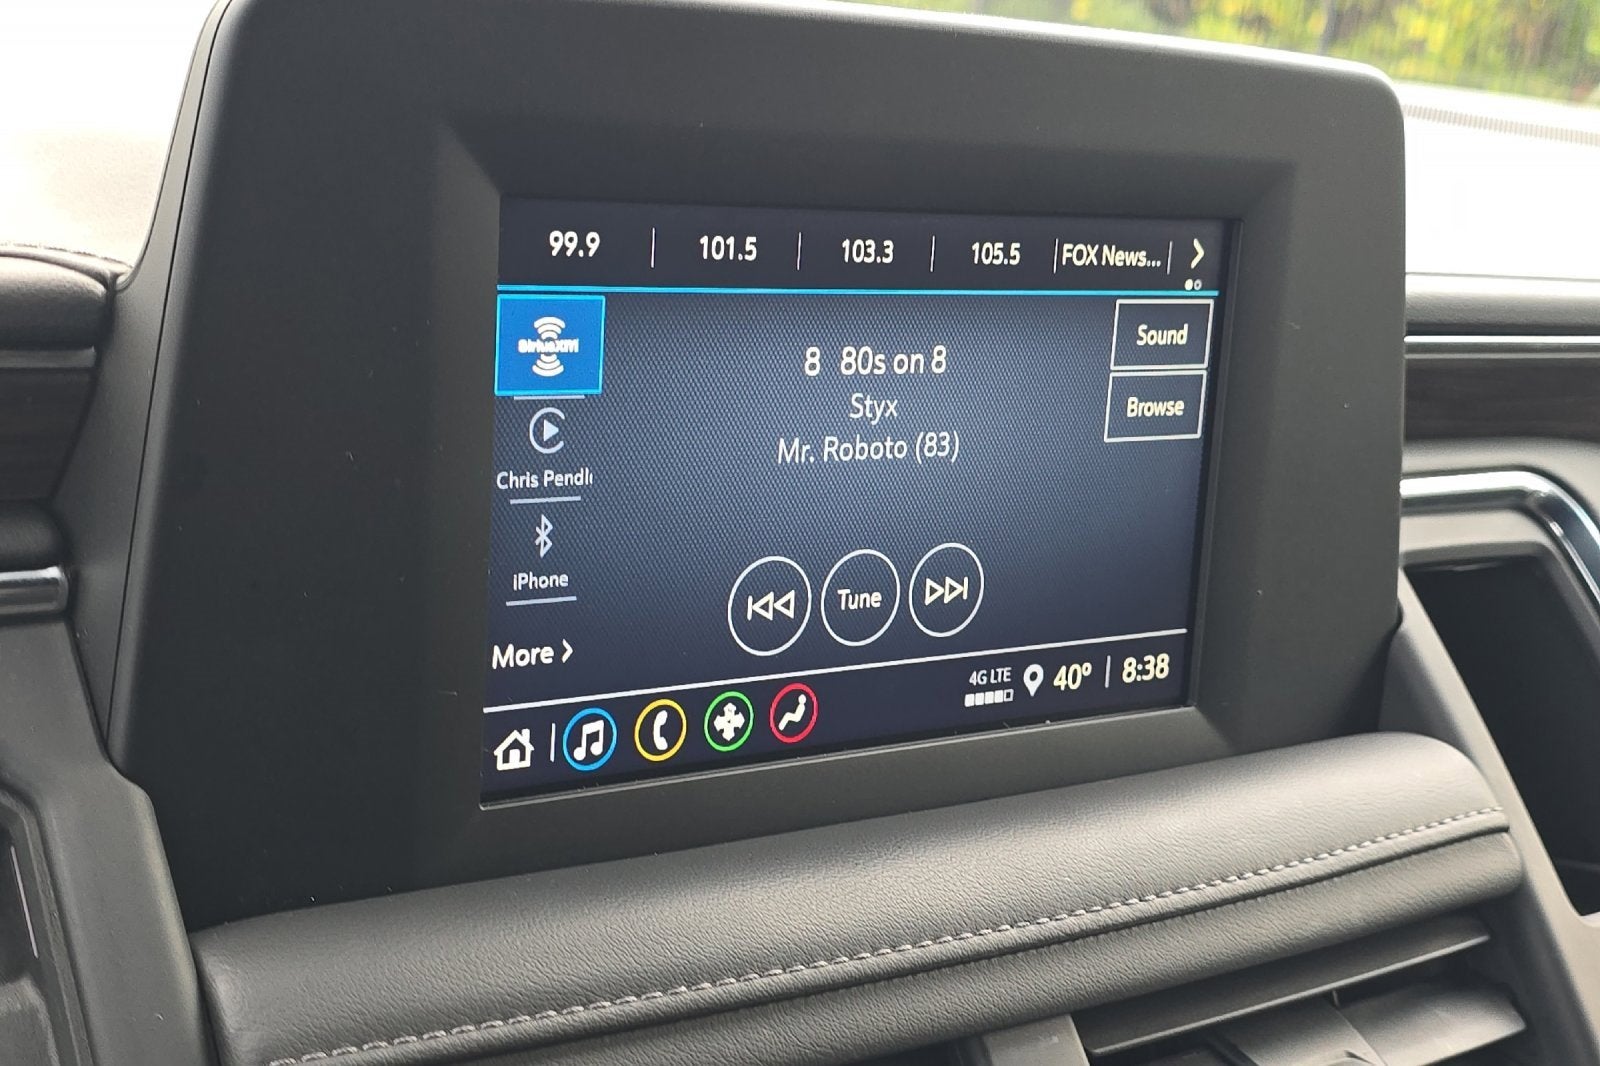 99.9 101.5 103.3 105.5 FOX News...
SiriusXM
8 80s on 8
Styx
Mr. Roboto (83)
Sound
Browse
Chris Pendl
iPhone
Tune
More
4G LTE
40° 8:38